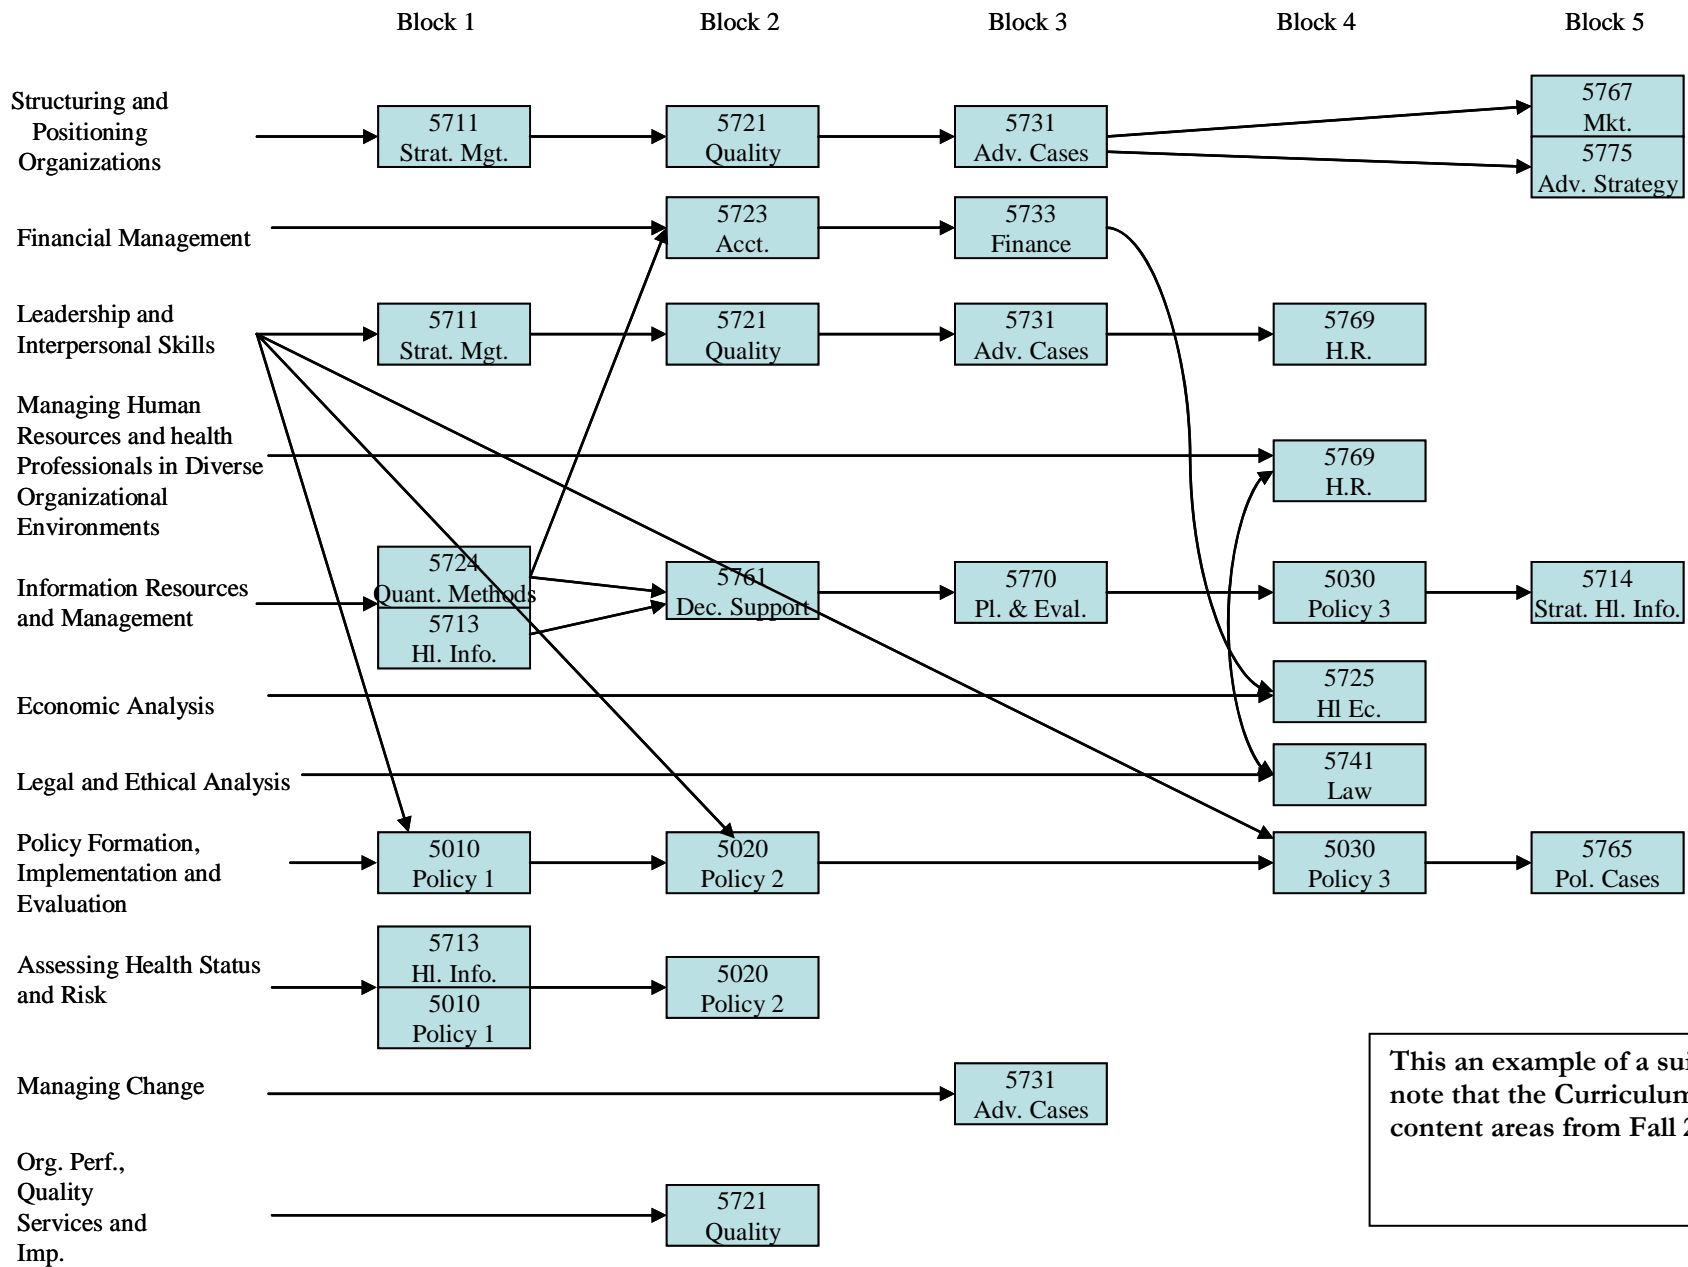 Block 1
Block 2
Block 3
Block 4
Block 5
Structuring and
Positioning
Organizations
5711
Strat. Mgt.
5721
Quality
5731
Adv. Cases
5767
Mkt.
5775
Adv. Strategy
Financial Management
5723
Acct.
5733
Finance
Leadership and
Interpersonal Skills
5711
Strat. Mgt.
5721
Quality
5731
Adv. Cases
5769
H.R.
Managing Human
Resources and health
Professionals in Diverse
Organizational
Environments
5769
H.R.
Information Resources
and Management
5724
Quant. Methods
5713
Hl. Info.
5761
Dec. Support
5770
Pl. & Eval.
5030
Policy 3
5714
Strat. Hl. Info.
Economic Analysis
5725
Hl Ec.
Legal and Ethical Analysis
5741
Law
Policy Formation,
Implementation and
Evaluation
5010
Policy 1
5020
Policy 2
5030
Policy 3
5765
Pol. Cases
Assessing Health Status
and Risk
5713
Hl. Info.
5010
Policy 1
5020
Policy 2
Managing Change
5731
Adv. Cases
This an example of a sui
note that the Curriculum
content areas from Fall 2
Org. Perf.,
Quality
Services and
Imp.
5721
Quality